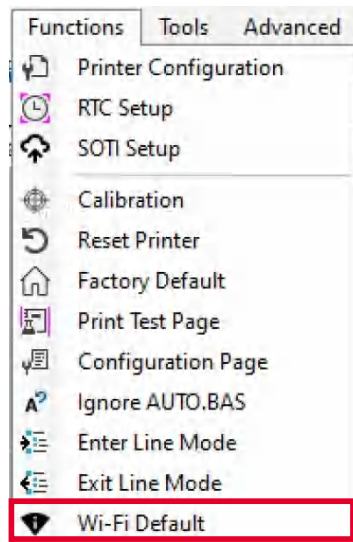 Functions Tools Advanced
Printer Configuration
RTC Setup
SOTI Setup
Calibration
Reset Printer
Factory Default
Print Test Page
Configuration Page
Ignore AUTO.BAS
Enter Line Mode
Exit Line Mode
Wi-Fi Default